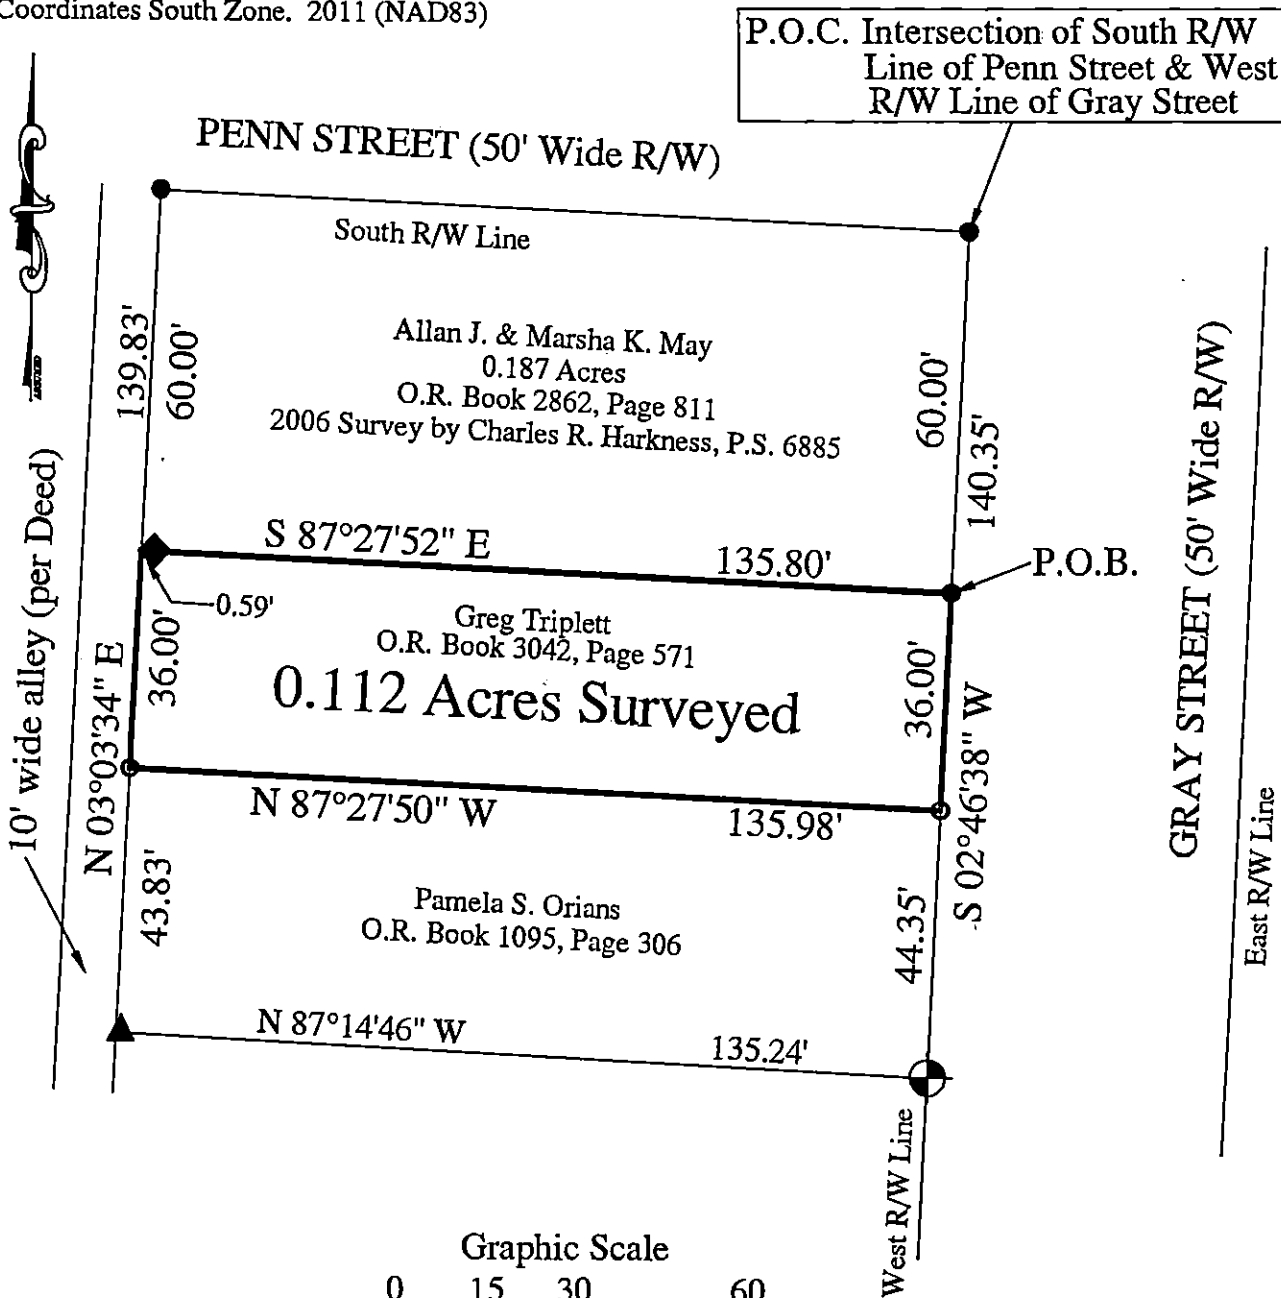 Coordinates South Zone. 2011 (NAD83)
P.O.C. Intersection of South R/W
Line of Penn Street & West
R/W Line of Gray Street
PENN STREET (50' Wide R/W)
South R/W Line
139.83'
60.00'
Allan J. & Marsha K. May
0.187 Acres
O.R. Book 2862, Page 811
2006 Survey by Charles R. Harkness, P.S. 6885
60.00'
140.35'
GRAY STREET (50' Wide R/W)
10' wide alley (per Deed)
S 87°27'52" E
135.80'
P.O.B.
0.59'
36.00'
N 03°03'34" E
Greg Triplett
O.R. Book 3042, Page 571
0.112 Acres Surveyed
36.00'
S 02°46'38" W
N 87°27'50" W
135.98'
43.83'
Pamela S. Orians
O.R. Book 1095, Page 306
44.35'
East R/W Line
N 87°14'46" W
135.24'
West R/W Line
Graphic Scale
0 15 30 60